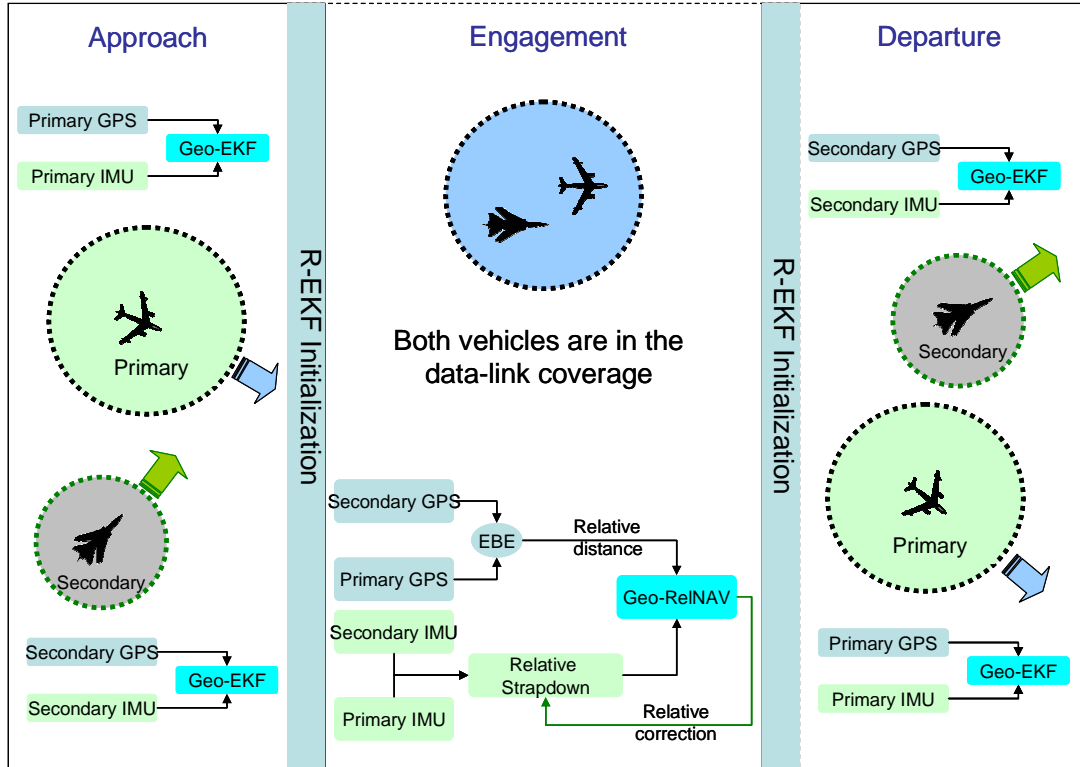 Approach
Primary GPS
Geo-EKF
Primary IMU
Primary
Secondary
Secondary GPS
Geo-EKF
Secondary IMU
R-EKF Initialization
Engagement
Both vehicles are in the
data-link coverage
Secondary GPS
EBE
Relative
distance
Primary GPS
Geo-RelNAV
Secondary IMU
Relative
Strapdown
Primary IMU
Relative
correction
R-EKF Initialization
Departure
Secondary GPS
Geo-EKF
Secondary IMU
Secondary
Primary
Primary GPS
Geo-EKF
Primary IMU